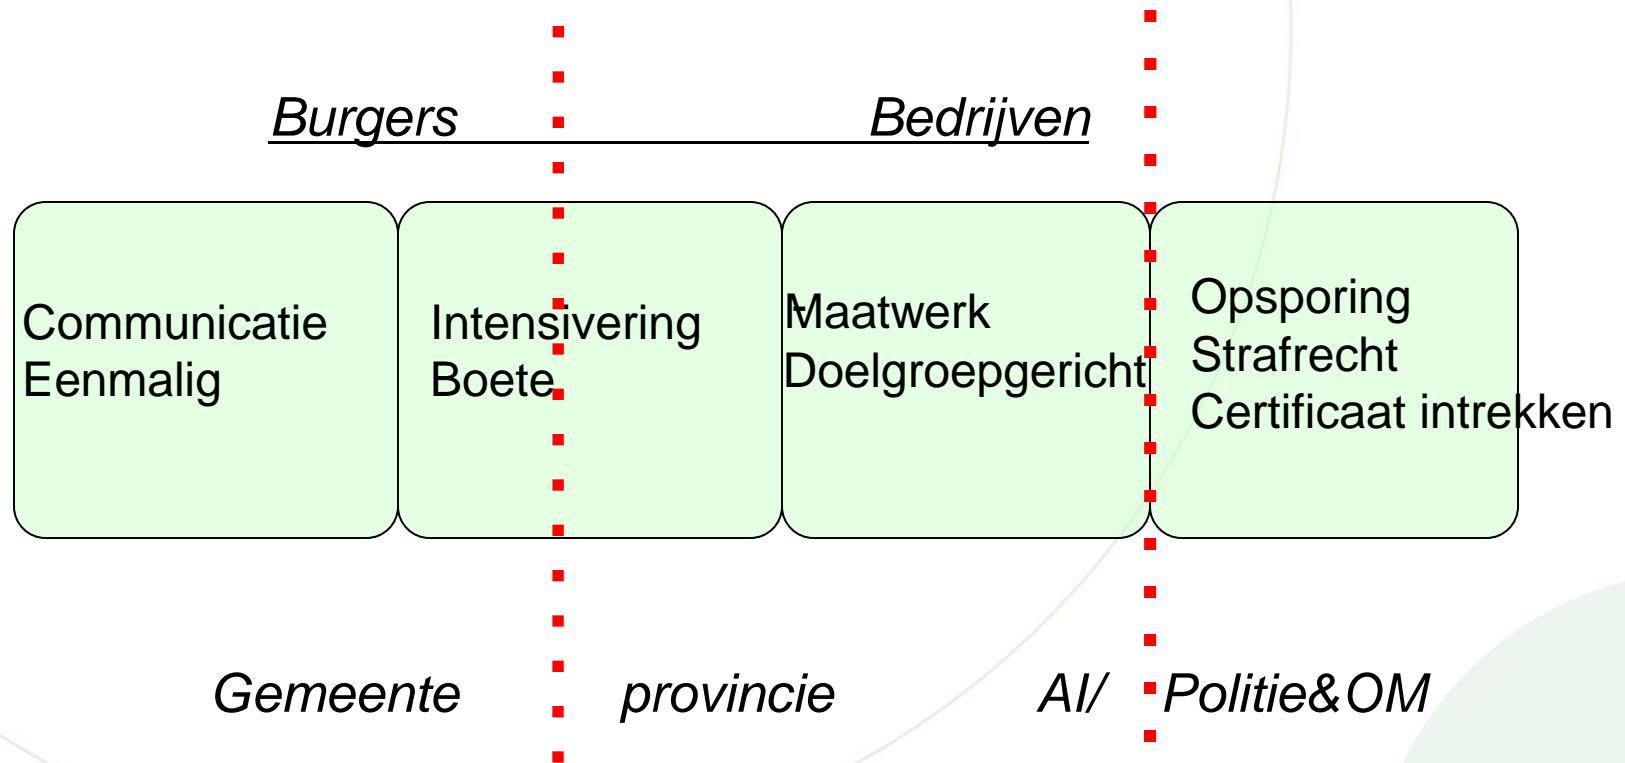 Burgers Bedrijven
Communicatie
Eenmalig
Intensivering
Boete
Maatwerk
Doelgroepgericht
Opsporing
Strafrecht
Certificaat intrekken
Gemeente provincie AI/ Politie&OM